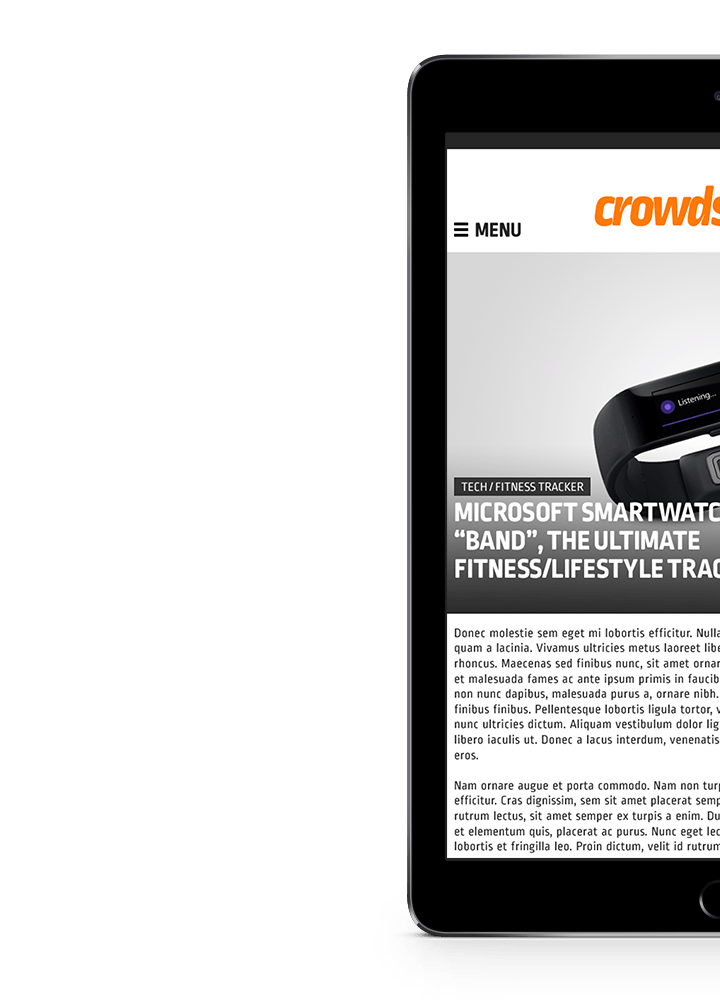 crowds
MENU
Listening...
TECH / FITNESS TRACKER
MICROSOFT SMARTWATC
“BAND”, THE ULTIMATE
FITNESS/LIFESTYLE TRAC
Donec molestie sem eget mi lobortis efficitur. Nulla
quam a lacinia. Vivamus ultricies metus laoreet libe
rhoncus. Maecenas sed finibus nunc, sit amet ornar
et malesuada fames ac ante ipsum primis in faucib
non nunc dapibus, malesuada purus a, ornare nibh.
finibus finibus. Pellentesque lobortis ligula tortor, v
nunc ultricies dictum. Aliquam vestibulum dolor lig
libero iaculis ut. Donec a lacus interdum, venenatis
eros.
Nam ornare augue et porta commodo. Nam non turp
efficitur. Cras dignissim, sem sit amet placerat semp
rutrum lectus, sit amet semper ex turpis a enim. Du
et elementum quis, placerat ac purus. Nunc eget lec
lobortis et fringilla leo. Proin dictum, velit id rutrum